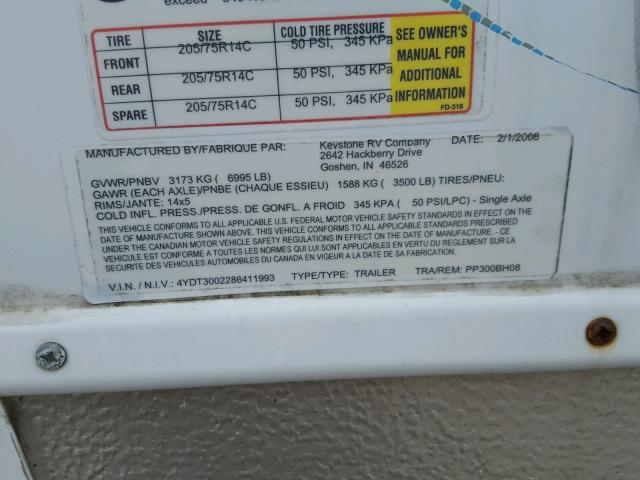 TIRE SIZE COLD TIRE PRESSURE
FRONT 205/75R14C 50 PSI, 345 KPa
REAR 205/75R14C 50 PSI, 345 KPa
SPARE 205/75R14C 50 PSI, 345 KPa
SEE OWNER'S
MANUAL FOR
ADDITIONAL
INFORMATION
FD-316
MANUFACTURED BY/FABRIQUE PAR: Keystone RV Company DATE: 2/1/2008
2642 Hackberry Drive
Goshen, IN 46526
GVWR/PNBV 3173 KG ( 6995 LB)
GAWR (EACH AXLE)/PNBE (CHAQUE ESSIEU) 1588 KG ( 3500 LB) TIRES/PNEU:
RIMS/JANTE: 14x5
COLD INFL. PRESS./PRESS. DE GONFL. A FROID 345 KPA ( 50 PSI/LPC) - Single Axle
THIS VEHICLE CONFORMS TO ALL APPLICABLE U.S. FEDERAL MOTOR VEHICLE SAFETY STANDARDS IN EFFECT ON THE
DATE OF MANUFACTURE SHOWN ABOVE. THIS VEHICLE CONFORMS TO ALL APPLICABLE STANDARDS PRESCRIBED
UNDER THE CANADIAN MOTOR VEHICLE SAFETY REGULATIONS IN EFFECT ON THE DATE OF MANUFACTURE - CE
VEHICULE EST CONFORME A TOUTES LES NORMES QUI LUI SONT APPLICABLES EN VERTU DU REGLEMENT SUR LA
SECURITE DES VEHICULES AUTOMOBILES DU CANADA EN VIGEUR A LA DATE DE SA FABRICATION.
V.I.N. / N.I.V.: 4YDT3002286411993 TYPE/TYPE: TRAILER TRA/REM: PP300BH08